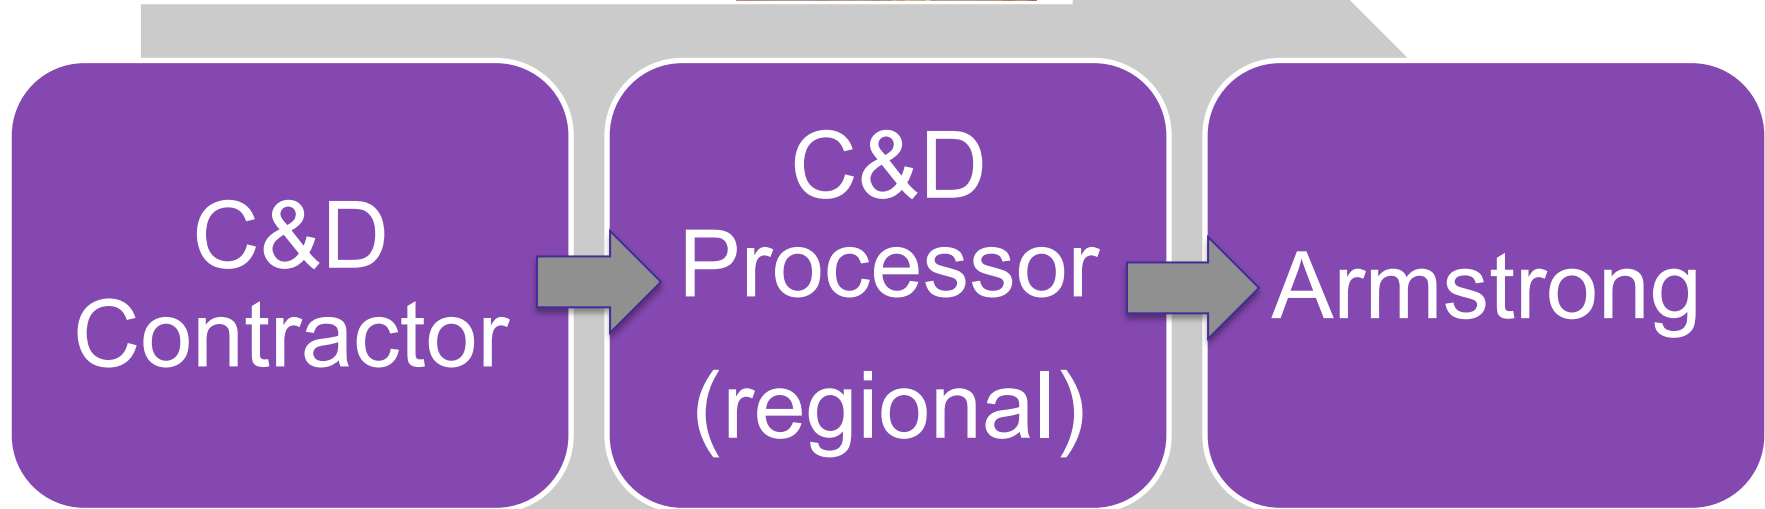 C&D
Contractor
C&D
Processor
(regional)
Armstrong